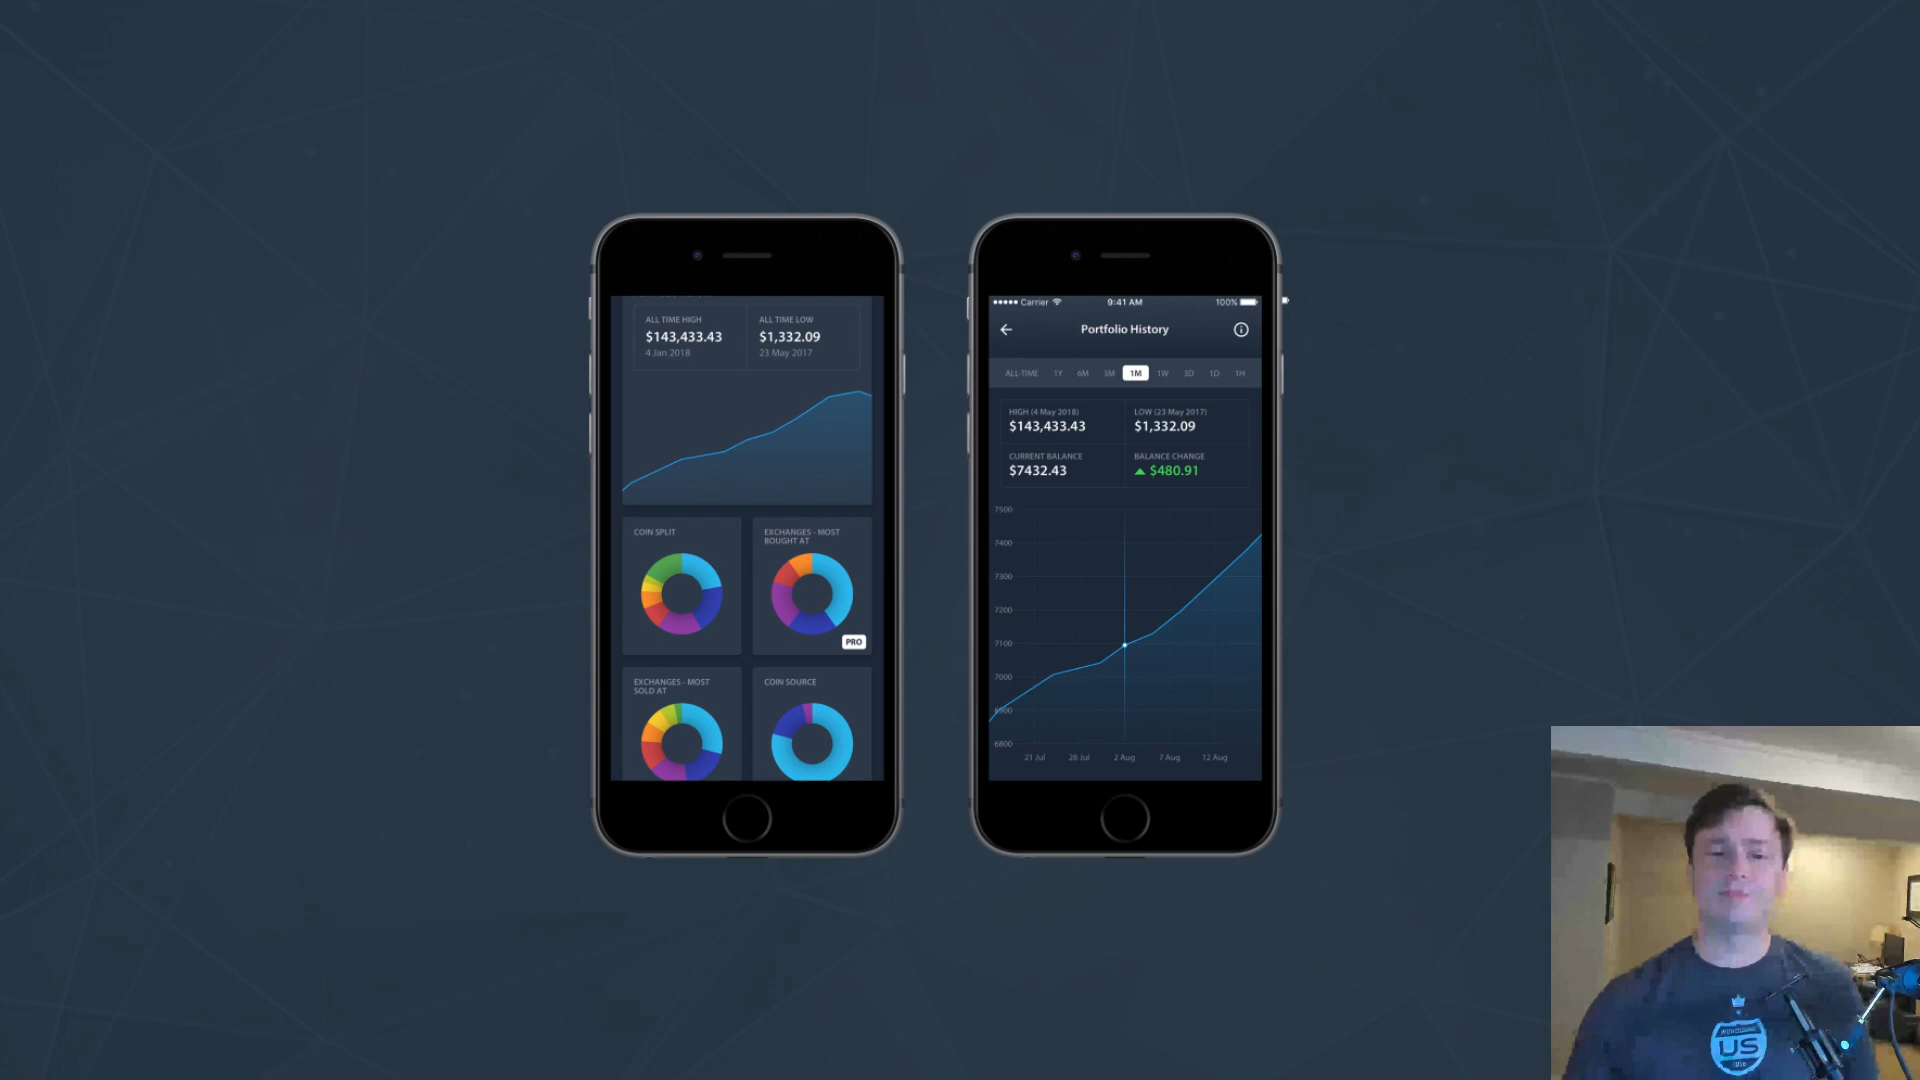 ALL TIME HIGH
$143,433.43
4 Jan 2018
ALL TIME LOW
$1,332.09
23 May 2017
COIN SPLIT
EXCHANGES - MOST
BOUGHT AT
PRO
EXCHANGES - MOST
SOLD AT
COIN SOURCE
Carrier
9:41 AM
100%
Portfolio History
ALL-TIME 1Y 6M 3M 1M 1W 3D 1D 1H
HIGH (4 May 2018)
$143,433.43
LOW (23 May 2017)
$1,332.09
CURRENT BALANCE
$7432.43
BALANCE CHANGE
$480.91
7500
7400
7300
7200
7100
7000
6900
6800
21 Jul 28 Jul 2 Aug 7 Aug 12 Aug
US